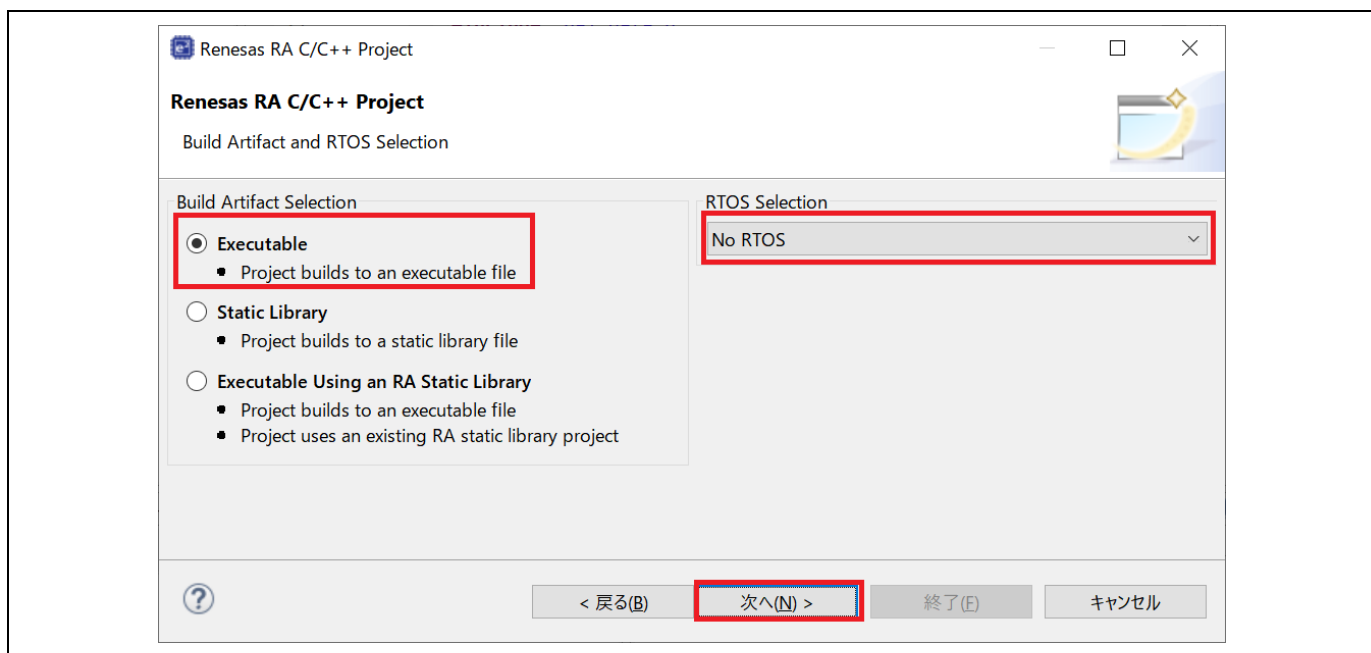 Renesas RA C/C++ Project
Renesas RA C/C++ Project
Build Artifact and RTOS Selection
Build Artifact Selection
Executable
• Project builds to an executable file
Static Library
• Project builds to a static library file
Executable Using an RA Static Library
• Project builds to an executable file
• Project uses an existing RA static library project
RTOS Selection
No RTOS
?
< 戻る(B)
次へ(N) >
終了(F)
キャンセル